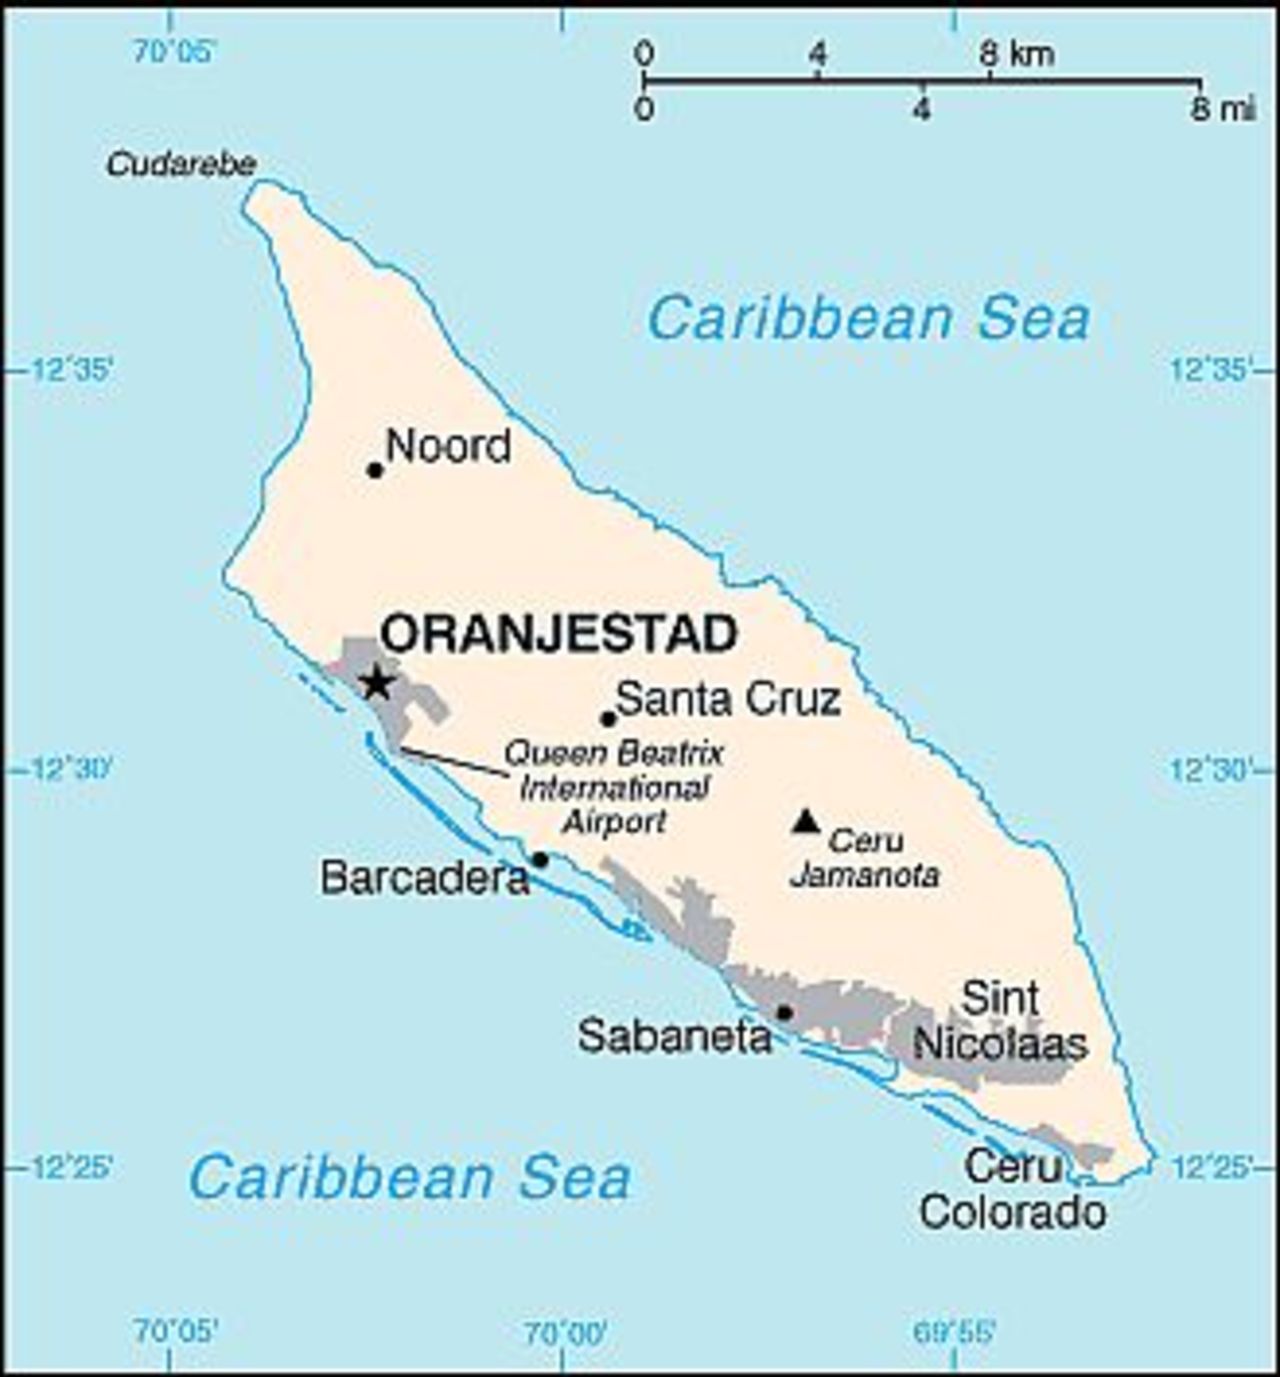 70°05'
0 4 8 km
0 4 8 mi
Cudarebe
Caribbean Sea
12°35' 12°35'
Noord
ORANJESTAD
Santa Cruz
Queen Beatrix
International
Airport
12°30' 12°30'
Ceru
Jamanota
Barcadera
Sint
Nicolaas
Sabaneta
Caribbean Sea
12°25' 12°25'
Ceru
Colorado
70°05' 70°00' 69°55'